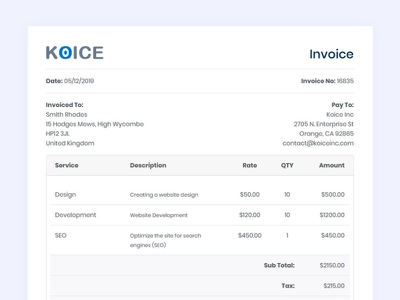 KOICE
Invoice
Date: 05/12/2019
Invoice No: 16835
Invoiced To:
Smith Rhodes
15 Hodges Mews, High Wycombe
HP12 3JL
United Kingdom
Pay To:
Koice Inc
2705 N. Enterprise St
Orange, CA 92865
contact@koiceinc.com
Service Description Rate QTY Amount
Design Creating a website design $50.00 10 $500.00
Development Website Development $120.00 10 $1200.00
SEO Optimize the site for search $450.00 1 $450.00
engines (SEO)
Sub Total: $2150.00
Tax: $215.00